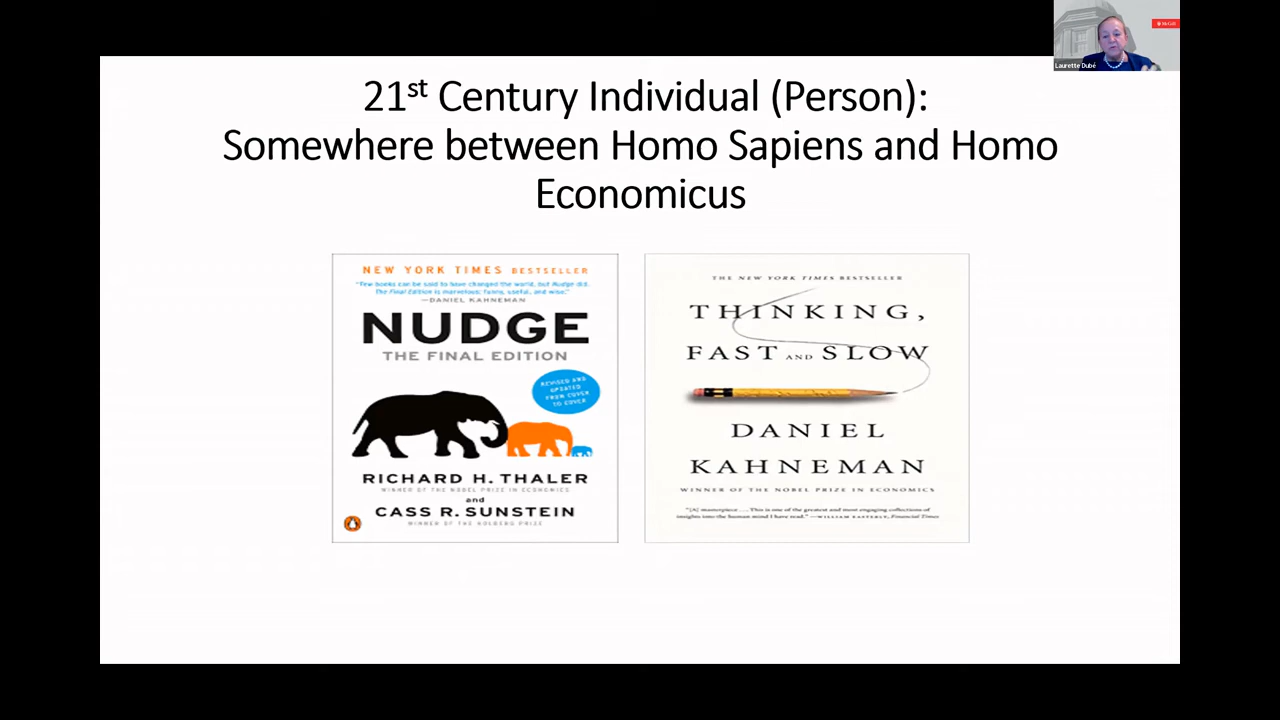 Laurette Dubé
McGill
21st Century Individual (Person):
Somewhere between Homo Sapiens and Homo
Economicus
NEW YORK TIMES BESTSELLER
"Few books can be said to have changed the world, but Nudge did.
The Final Edition is marvelous: funny, useful, and wise."
—DANIEL KAHNEMAN
NUDGE
THE FINAL EDITION
REVISED AND
UPDATED
FROM COVER
TO COVER
RICHARD H. THALER
WINNER OF THE NOBEL PRIZE IN ECONOMICS
and
CASS R. SUNSTEIN
WINNER OF THE HOLBERG PRIZE
THE NEW YORK TIMES BESTSELLER
THINKING,
FAST AND SLOW
DANIEL
KAHNEMAN
WINNER OF THE NOBEL PRIZE IN ECONOMICS
"[A] masterpiece . . . This is one of the greatest and most engaging collections of
insights into the human mind I have read." —WILLIAM EASTERLY, Financial Times